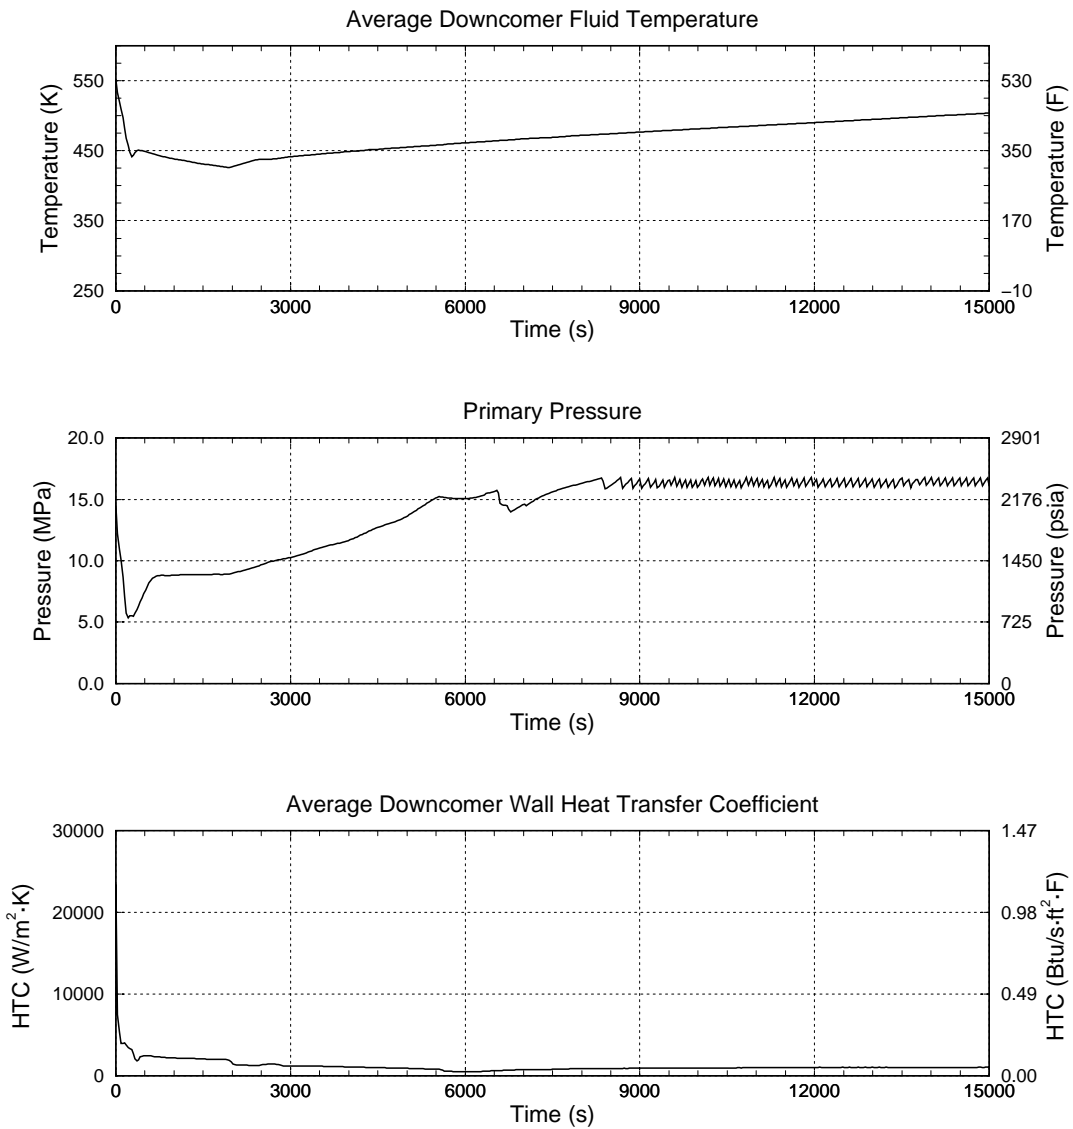 Average Downcomer Fluid Temperature
550 530
450 350
350 170
250 −10
Temperature (K)
Temperature (F)
0 3000 6000 9000 12000 15000
Time (s)
Primary Pressure
20.0 2901
15.0 2176
10.0 1450
5.0 725
0.0 0
Pressure (MPa)
Pressure (psia)
0 3000 6000 9000 12000 15000
Time (s)
Average Downcomer Wall Heat Transfer Coefficient
30000 1.47
20000 0.98
10000 0.49
0 0.00
HTC (W/m²·K)
HTC (Btu/s·ft²·F)
0 3000 6000 9000 12000 15000
Time (s)